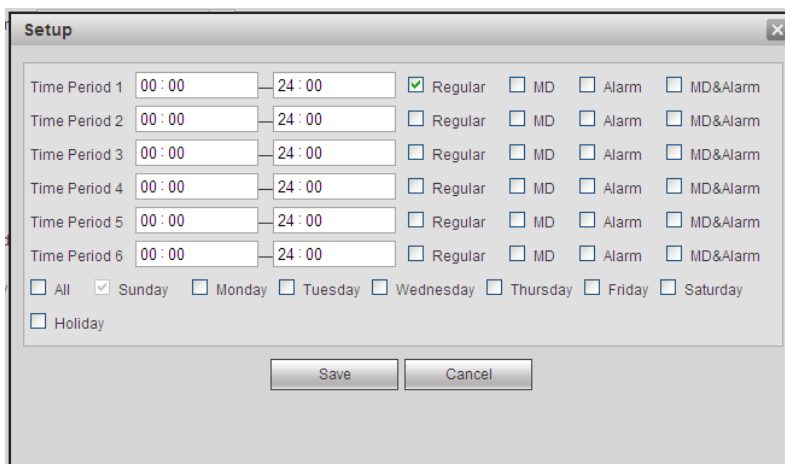 Setup
Time Period 1 00:00 — 24:00 Regular MD Alarm MD&Alarm
Time Period 2 00:00 — 24:00 Regular MD Alarm MD&Alarm
Time Period 3 00:00 — 24:00 Regular MD Alarm MD&Alarm
Time Period 4 00:00 — 24:00 Regular MD Alarm MD&Alarm
Time Period 5 00:00 — 24:00 Regular MD Alarm MD&Alarm
Time Period 6 00:00 — 24:00 Regular MD Alarm MD&Alarm
All Sunday Monday Tuesday Wednesday Thursday Friday Saturday
Holiday
Save Cancel